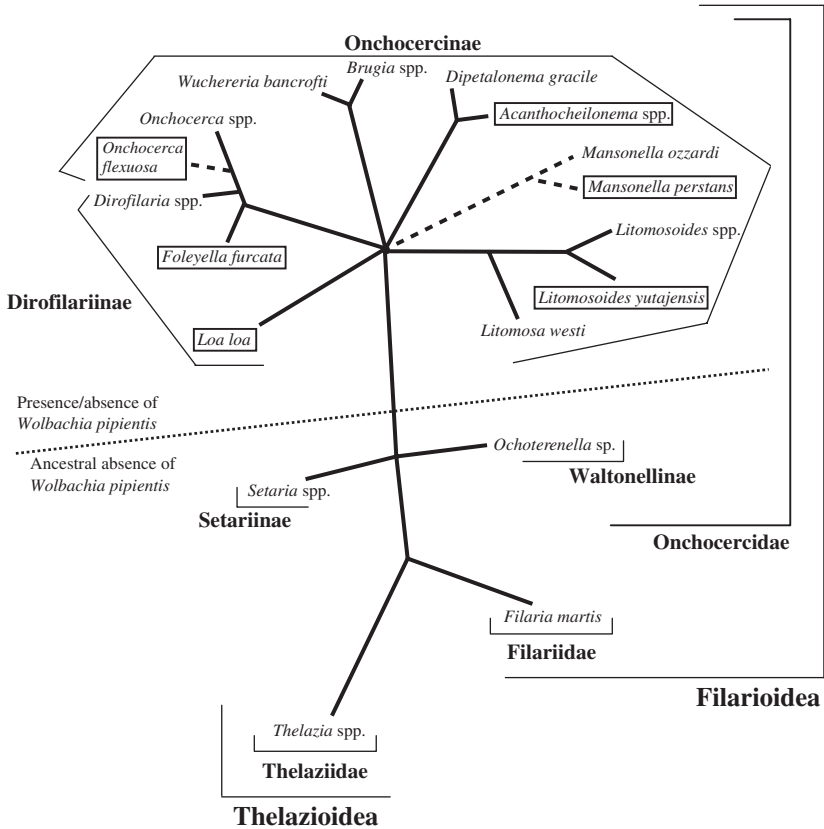 Onchocercinae
Wuchereria bancrofti
Brugia spp.
Dipetalonema gracile
Onchocerca spp.
Acanthocheilonema spp.
Onchocerca
flexuosa
Mansonella ozzardi
Mansonella perstans
Dirofilaria spp.
Litomosoides spp.
Foleyella furcata
Litomosoides yutajensis
Dirofilariinae
Loa loa
Litomosa westi
Presence/absence of
Wolbachia pipientis
Ancestral absence of
Wolbachia pipientis
Ochoterenella sp.
Waltonellinae
Setaria spp.
Setariinae
Onchocercidae
Filaria martis
Filariidae
Filarioidea
Thelazia spp.
Thelaziidae
Thelazioidea